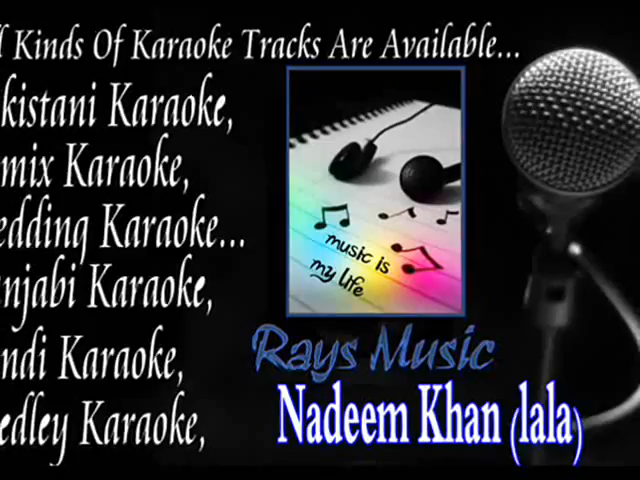 l Kinds Of Karaoke Tracks Are Available...
kistani Karaoke,
mix Karaoke,
edding Karaoke...
njabi Karaoke,
ndi Karaoke,
edley Karaoke,
music is
my life
Rays Music
Nadeem Khan (lala)